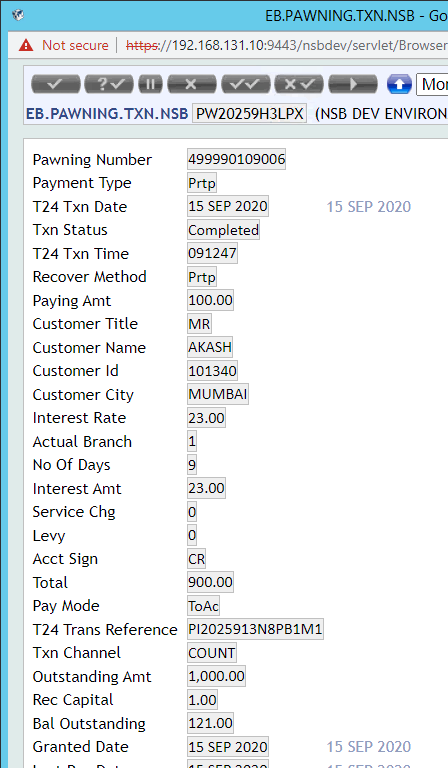 EB.PAWNING.TXN.NSB - Go
Not secure https://192.168.131.10:9443/nsbdev/servlet/Browser
Mor
EB.PAWNING.TXN.NSB PW20259H3LPX (NSB DEV ENVIRON
Pawning Number 499990109006
Payment Type Prtp
T24 Txn Date 15 SEP 2020 15 SEP 2020
Txn Status Completed
T24 Txn Time 091247
Recover Method Prtp
Paying Amt 100.00
Customer Title MR
Customer Name AKASH
Customer Id 101340
Customer City MUMBAI
Interest Rate 23.00
Actual Branch 1
No Of Days 9
Interest Amt 23.00
Service Chg 0
Levy 0
Acct Sign CR
Total 900.00
Pay Mode ToAc
T24 Trans Reference PI2025913N8PB1M1
Txn Channel COUNT
Outstanding Amt 1,000.00
Rec Capital 1.00
Bal Outstanding 121.00
Granted Date 15 SEP 2020 15 SEP 2020